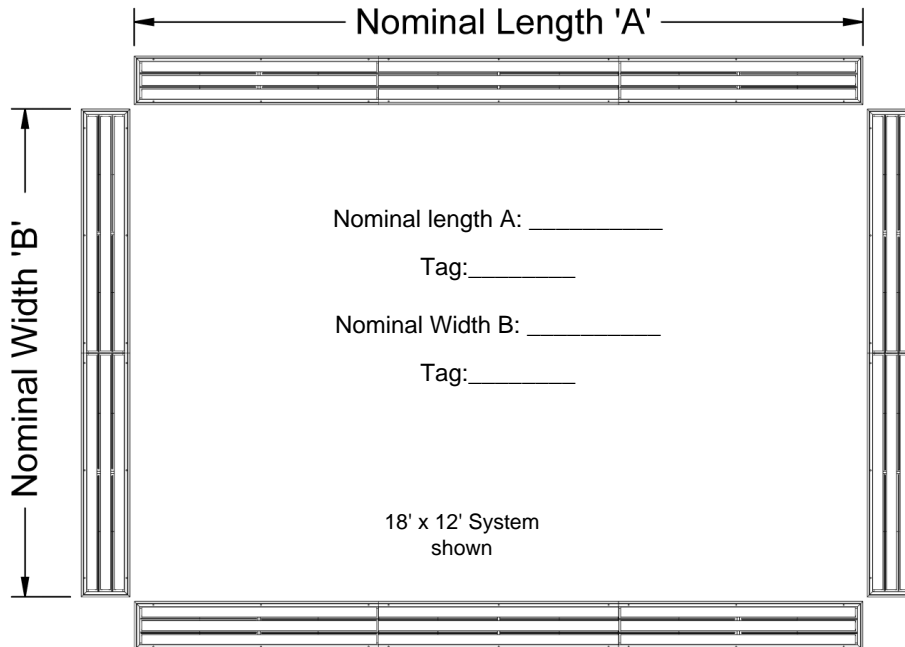 Nominal Length 'A'
Nominal Width 'B'
Nominal length A: __________
Tag:________
Nominal Width B: __________
Tag:________
18' x 12' System
shown